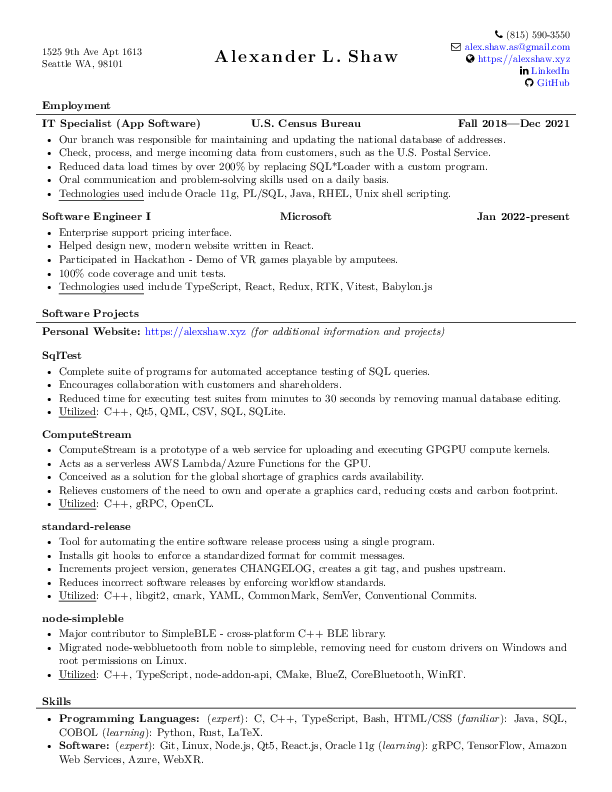 1525 9th Ave Apt 1613
Seattle WA, 98101
Alexander L. Shaw
(815) 590-3550
alex.shaw.as@gmail.com
https://alexshaw.xyz
LinkedIn
GitHub
Employment
IT Specialist (App Software) U.S. Census Bureau Fall 2018—Dec 2021
• Our branch was responsible for maintaining and updating the national database of addresses.
• Check, process, and merge incoming data from customers, such as the U.S. Postal Service.
• Reduced data load times by over 200% by replacing SQL*Loader with a custom program.
• Oral communication and problem-solving skills used on a daily basis.
• Technologies used include Oracle 11g, PL/SQL, Java, RHEL, Unix shell scripting.
Software Engineer I Microsoft Jan 2022-present
• Enterprise support pricing interface.
• Helped design new, modern website written in React.
• Participated in Hackathon - Demo of VR games playable by amputees.
• 100% code coverage and unit tests.
• Technologies used include TypeScript, React, Redux, RTK, Vitest, Babylon.js
Software Projects
Personal Website: https://alexshaw.xyz (for additional information and projects)
SqlTest
• Complete suite of programs for automated acceptance testing of SQL queries.
• Encourages collaboration with customers and shareholders.
• Reduced time for executing test suites from minutes to 30 seconds by removing manual database editing.
• Utilized: C++, Qt5, QML, CSV, SQL, SQLite.
ComputeStream
• ComputeStream is a prototype of a web service for uploading and executing GPGPU compute kernels.
• Acts as a serverless AWS Lambda/Azure Functions for the GPU.
• Conceived as a solution for the global shortage of graphics cards availability.
• Relieves customers of the need to own and operate a graphics card, reducing costs and carbon footprint.
• Utilized: C++, gRPC, OpenCL.
standard-release
• Tool for automating the entire software release process using a single program.
• Installs git hooks to enforce a standardized format for commit messages.
• Increments project version, generates CHANGELOG, creates a git tag, and pushes upstream.
• Reduces incorrect software releases by enforcing workflow standards.
• Utilized: C++, libgit2, cmark, YAML, CommonMark, SemVer, Conventional Commits.
node-simpleble
• Major contributor to SimpleBLE - cross-platform C++ BLE library.
• Migrated node-webbluetooth from noble to simpleble, removing need for custom drivers on Windows and
root permissions on Linux.
• Utilized: C++, TypeScript, node-addon-api, CMake, BlueZ, CoreBluetooth, WinRT.
Skills
• Programming Languages: (expert): C, C++, TypeScript, Bash, HTML/CSS (familiar): Java, SQL,
COBOL (learning): Python, Rust, LaTeX.
• Software: (expert): Git, Linux, Node.js, Qt5, React.js, Oracle 11g (learning): gRPC, TensorFlow, Amazon
Web Services, Azure, WebXR.